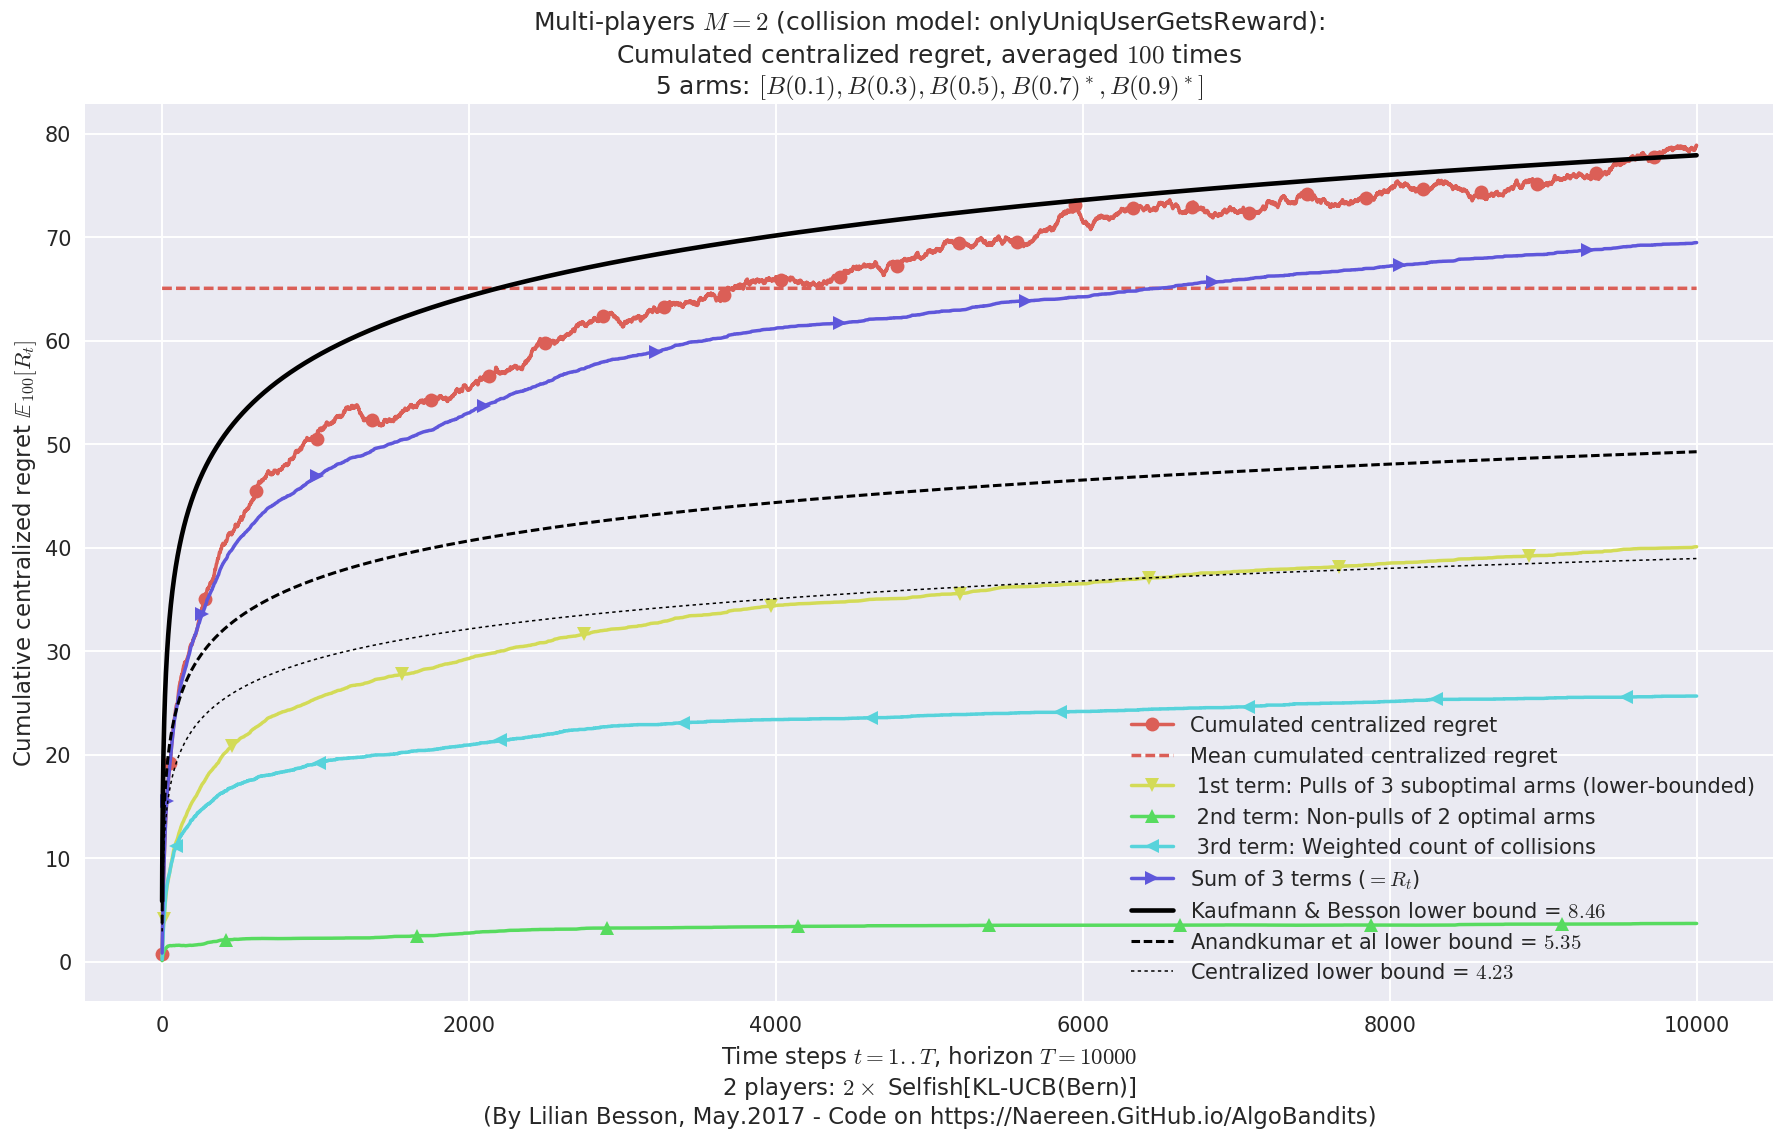 Multi-players M = 2 (collision model: onlyUniqUserGetsReward):
Cumulated centralized regret, averaged 100 times
5 arms: [B(0.1), B(0.3), B(0.5), B(0.7)*, B(0.9)*]
Cumulative centralized regret 𝔼₁₀₀[Rₜ]
80
70
60
50
40
30
20
10
0
Cumulated centralized regret
Mean cumulated centralized regret
1st term: Pulls of 3 suboptimal arms (lower-bounded)
2nd term: Non-pulls of 2 optimal arms
3rd term: Weighted count of collisions
Sum of 3 terms (= Rₜ)
Kaufmann & Besson lower bound = 8.46
Anandkumar et al lower bound = 5.35
Centralized lower bound = 4.23
0 2000 4000 6000 8000 10000
Time steps t = 1..T, horizon T = 10000
2 players: 2 × Selfish[KL-UCB(Bern)]
(By Lilian Besson, May.2017 - Code on https://Naereen.GitHub.io/AlgoBandits)